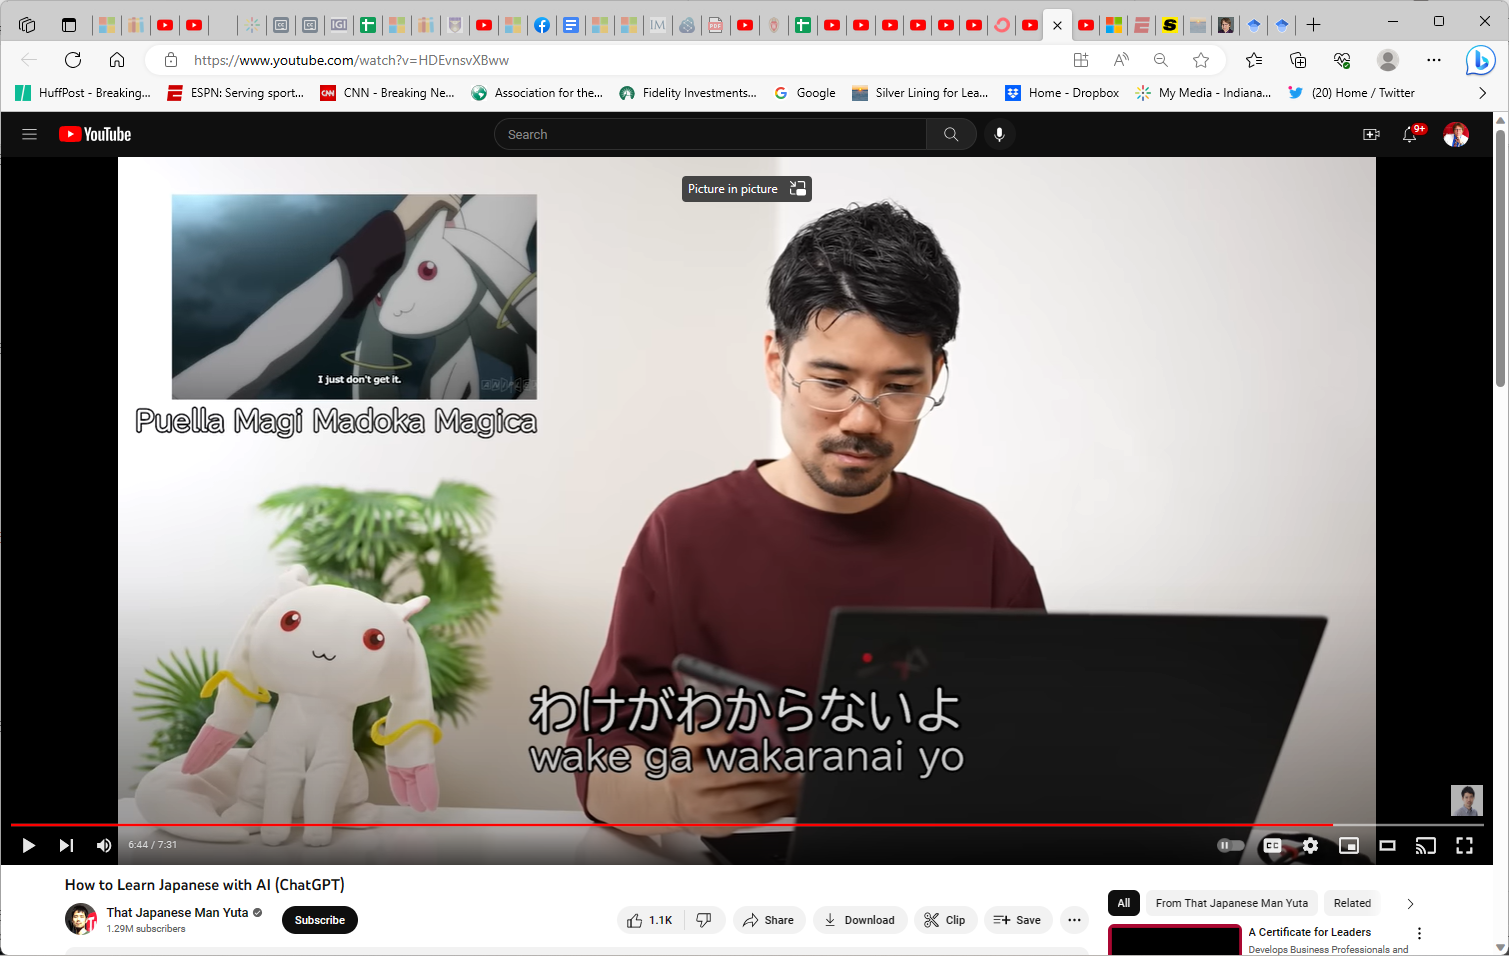 https://www.youtube.com/watch?v=HDEvnsvXBww
HuffPost - Breaking...
ESPN: Serving sport...
CNN - Breaking Ne...
Association for the...
Fidelity Investments...
Google
Silver Lining for Lea...
Home - Dropbox
My Media - Indiana...
(20) Home / Twitter
YouTube
Search
9+
Picture in picture
I just don't get it.
Puella Magi Madoka Magica
わけがわからないよ
wake ga wakaranai yo
6:44 / 7:31
CC
How to Learn Japanese with AI (ChatGPT)
That Japanese Man Yuta
1.29M subscribers
Subscribe
1.1K
Share
Download
Clip
Save
All
From That Japanese Man Yuta
Related
A Certificate for Leaders
Develops Business Professionals and